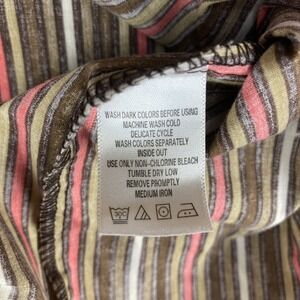 WASH DARK COLORS BEFORE USING
MACHINE WASH COLD
DELICATE CYCLE
WASH COLORS SEPARATELY
INSIDE OUT
USE ONLY NON-CHLORINE BLEACH
TUMBLE DRY LOW
REMOVE PROMPTLY
MEDIUM IRON
30C